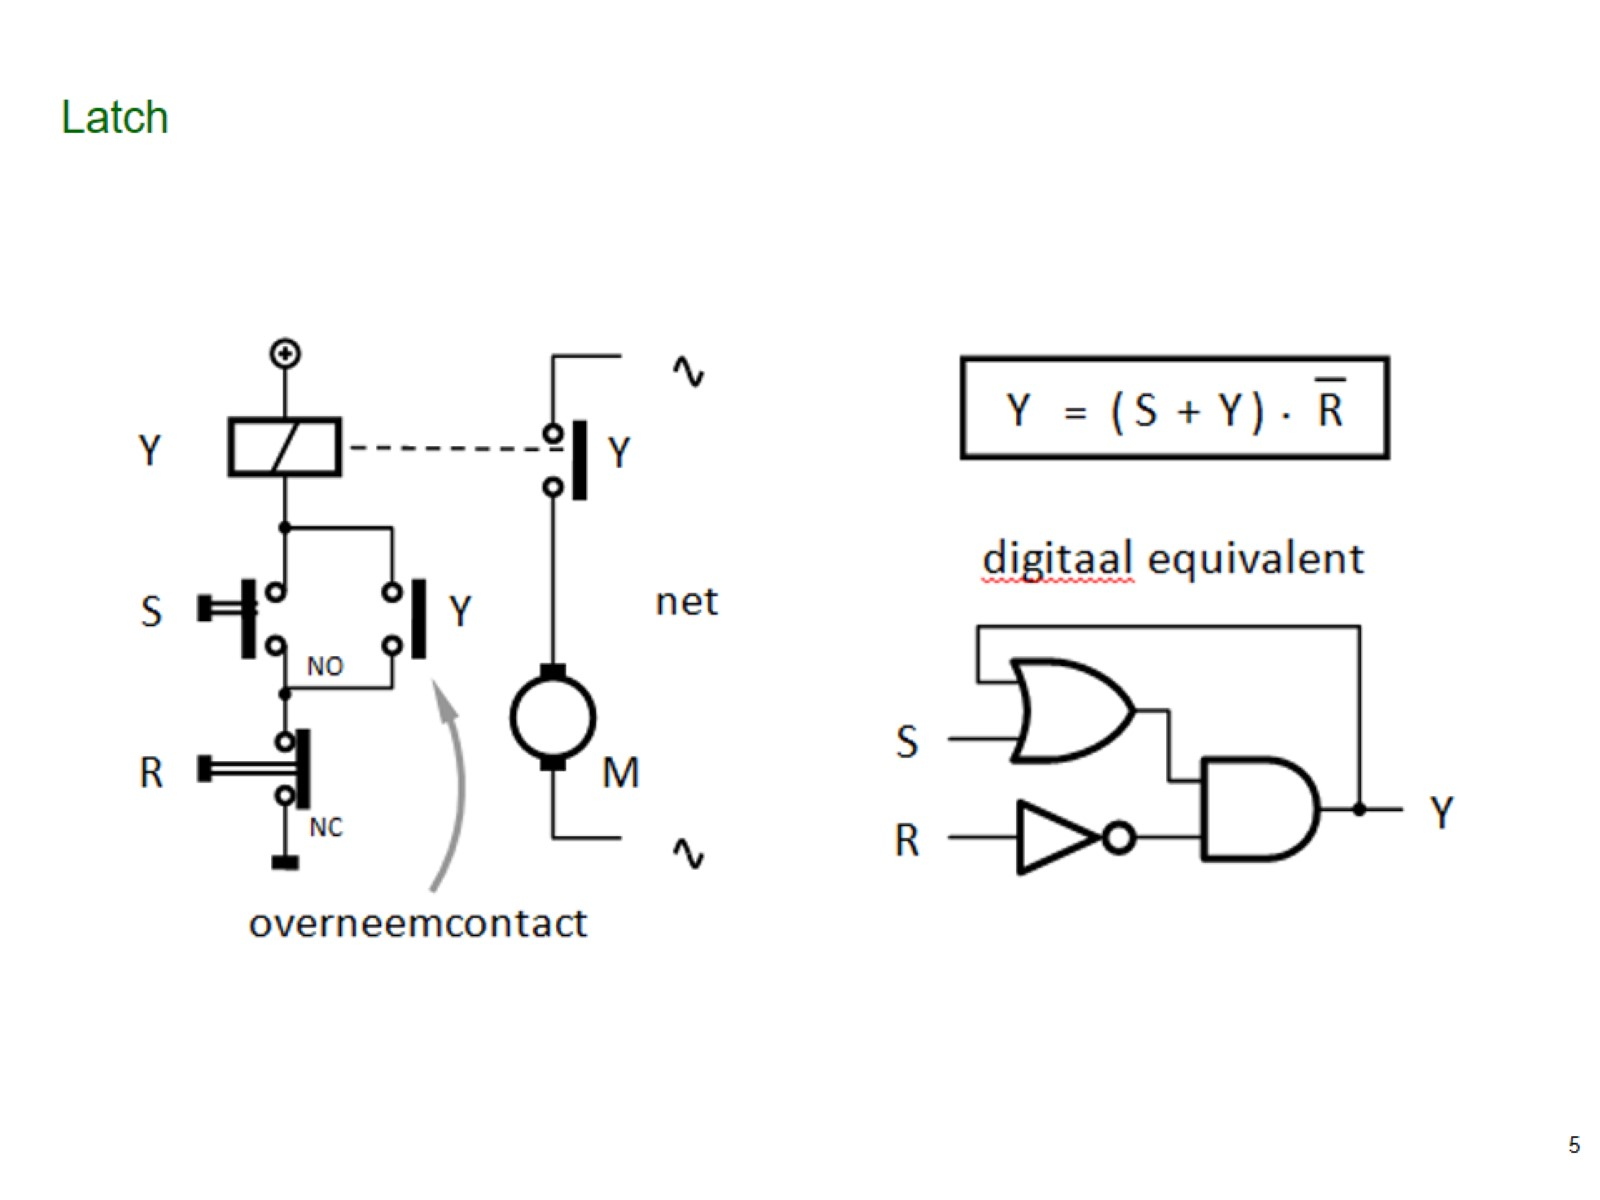 Latch
Y
Y
S
Y
NO
R
NC
overneemcontact
net
M
Y = ( S + Y ) · R̅
digitaal equivalent
S
R
Y
5